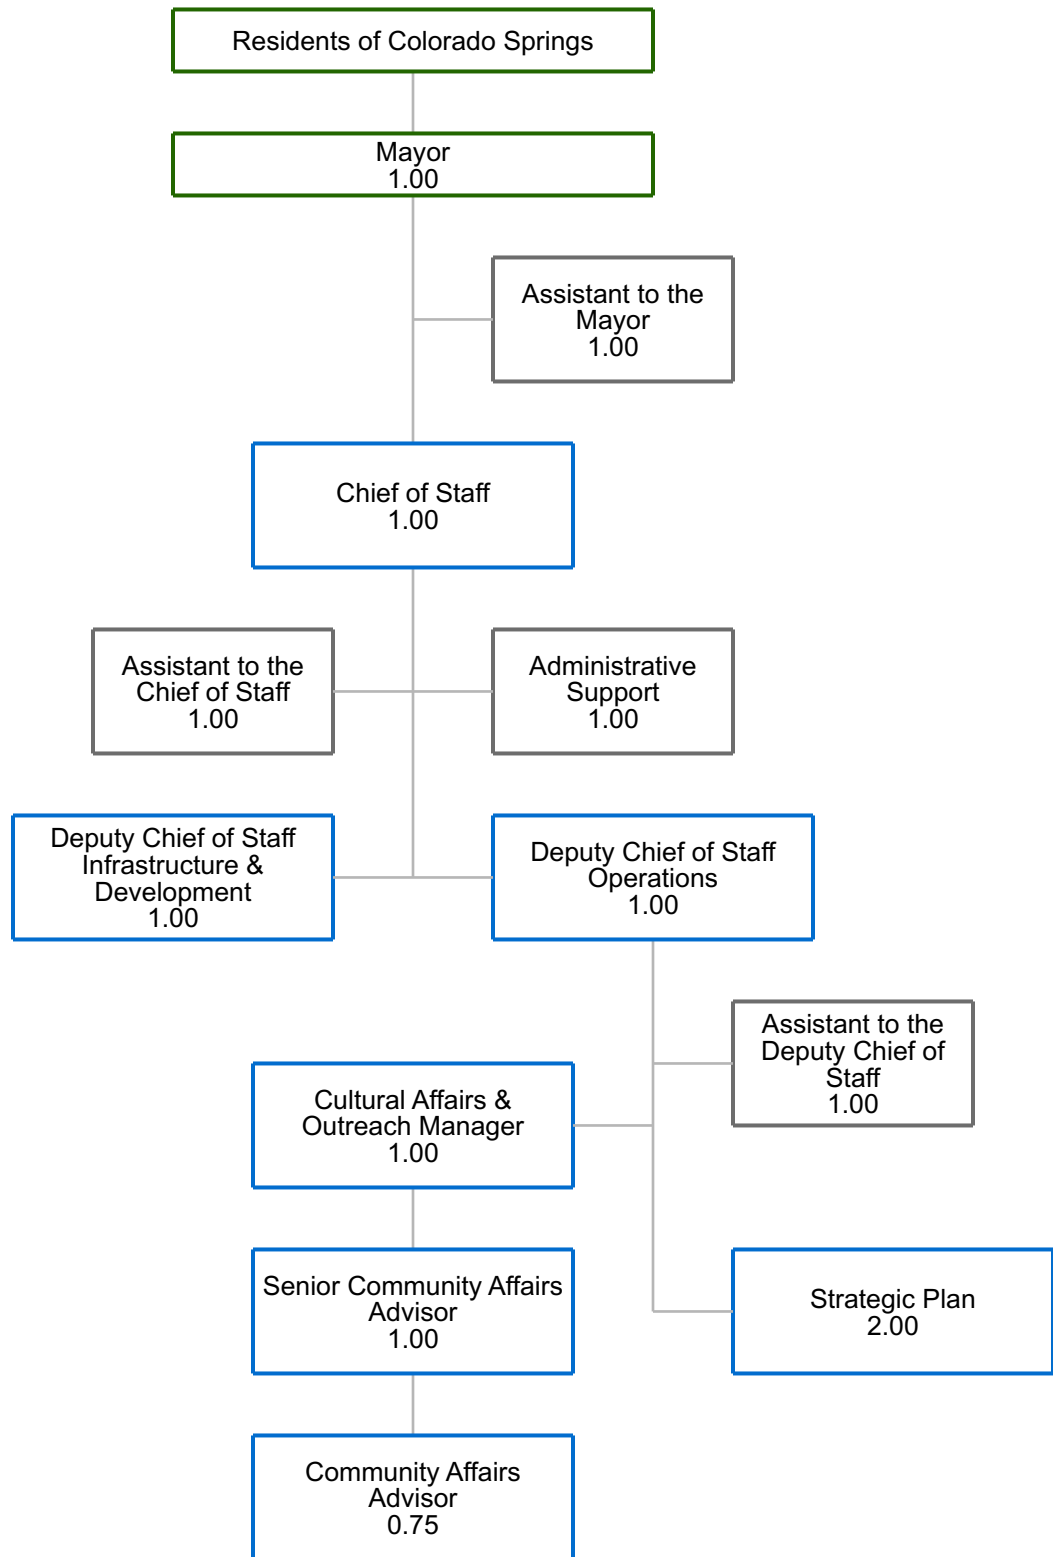 Residents of Colorado Springs
Mayor
1.00
Assistant to the
Mayor
1.00
Chief of Staff
1.00
Assistant to the
Chief of Staff
1.00
Administrative
Support
1.00
Deputy Chief of Staff
Infrastructure &
Development
1.00
Deputy Chief of Staff
Operations
1.00
Assistant to the
Deputy Chief of
Staff
1.00
Cultural Affairs &
Outreach Manager
1.00
Senior Community Affairs
Advisor
1.00
Strategic Plan
2.00
Community Affairs
Advisor
0.75